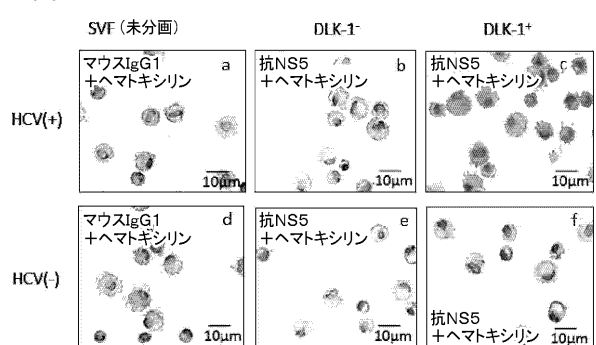 SVF（未分画）
DLK-1⁻
DLK-1⁺
HCV(+)
マウスIgG1
+ヘマトキシリン
a
10μm
抗NS5
+ヘマトキシリン
b
10μm
抗NS5
+ヘマトキシリン
c
10μm
HCV(-)
マウスIgG1
+ヘマトキシリン
d
10μm
抗NS5
+ヘマトキシリン
e
10μm
f
抗NS5
+ヘマトキシリン
10μm